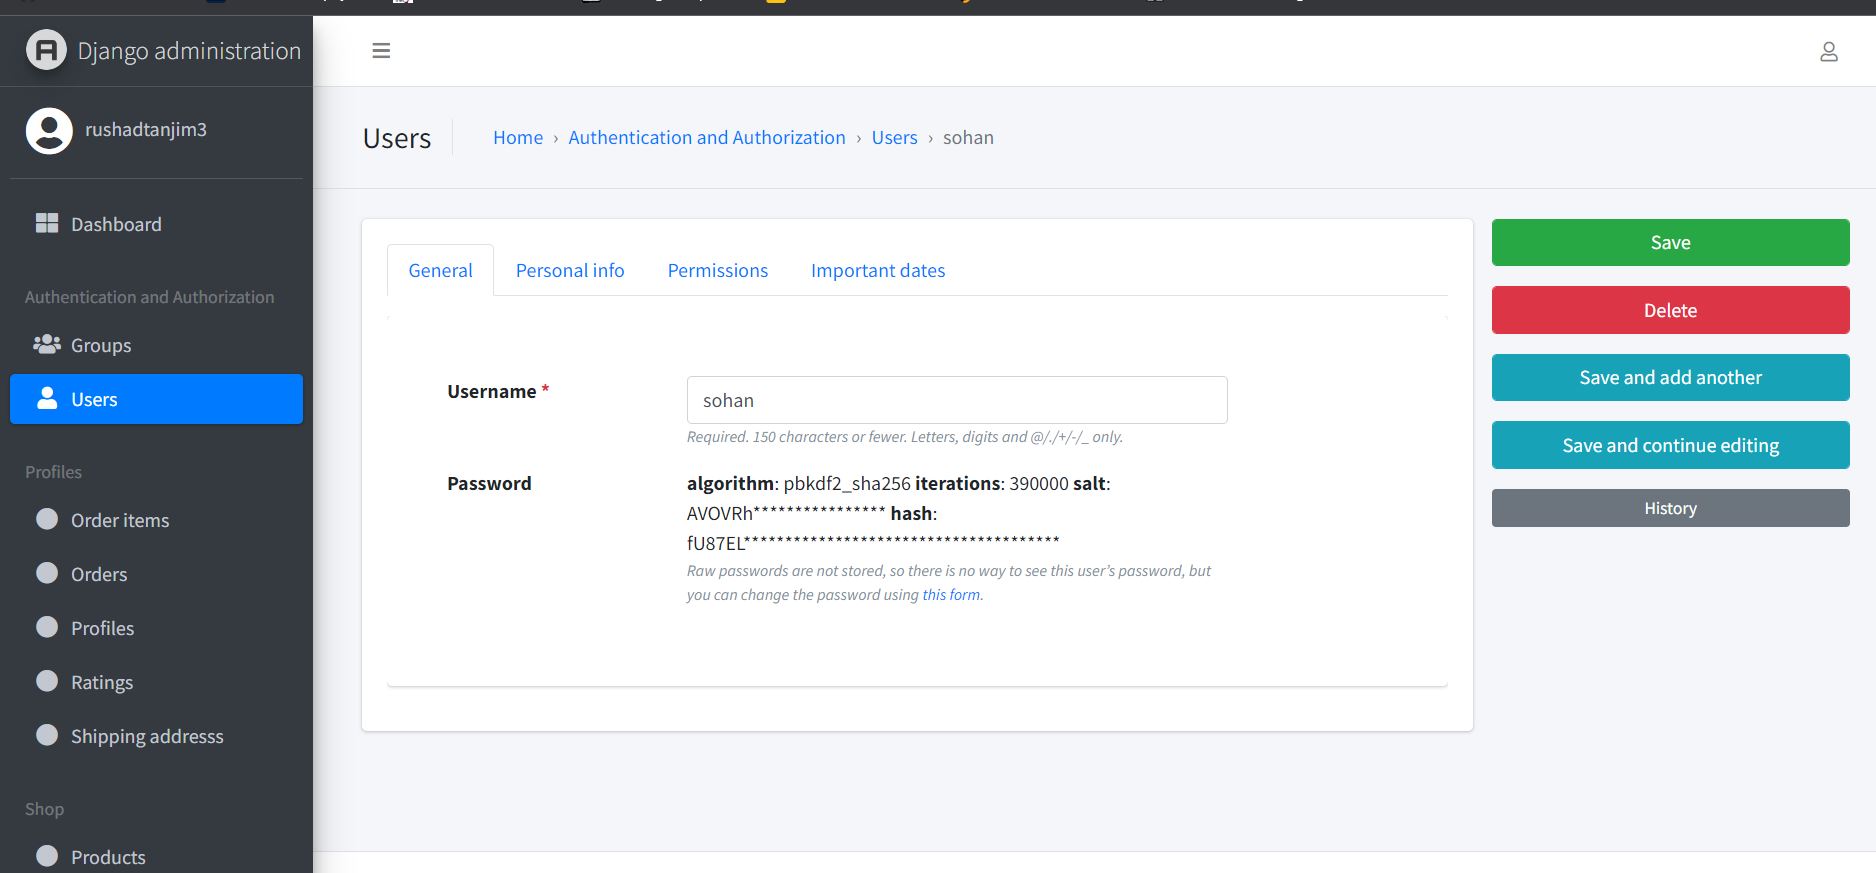 Django administration
rushadtanjim3
Dashboard
Authentication and Authorization
Groups
Users
Profiles
Order items
Orders
Profiles
Ratings
Shipping addresss
Shop
Products
Users
Home › Authentication and Authorization › Users › sohan
General Personal info Permissions Important dates
Username *
sohan
Required. 150 characters or fewer. Letters, digits and @/./+/-/_ only.
Password
algorithm: pbkdf2_sha256 iterations: 390000 salt:
AVOVRh**************** hash:
fU87EL**************************************
Raw passwords are not stored, so there is no way to see this user’s password, but
you can change the password using this form.
Save
Delete
Save and add another
Save and continue editing
History